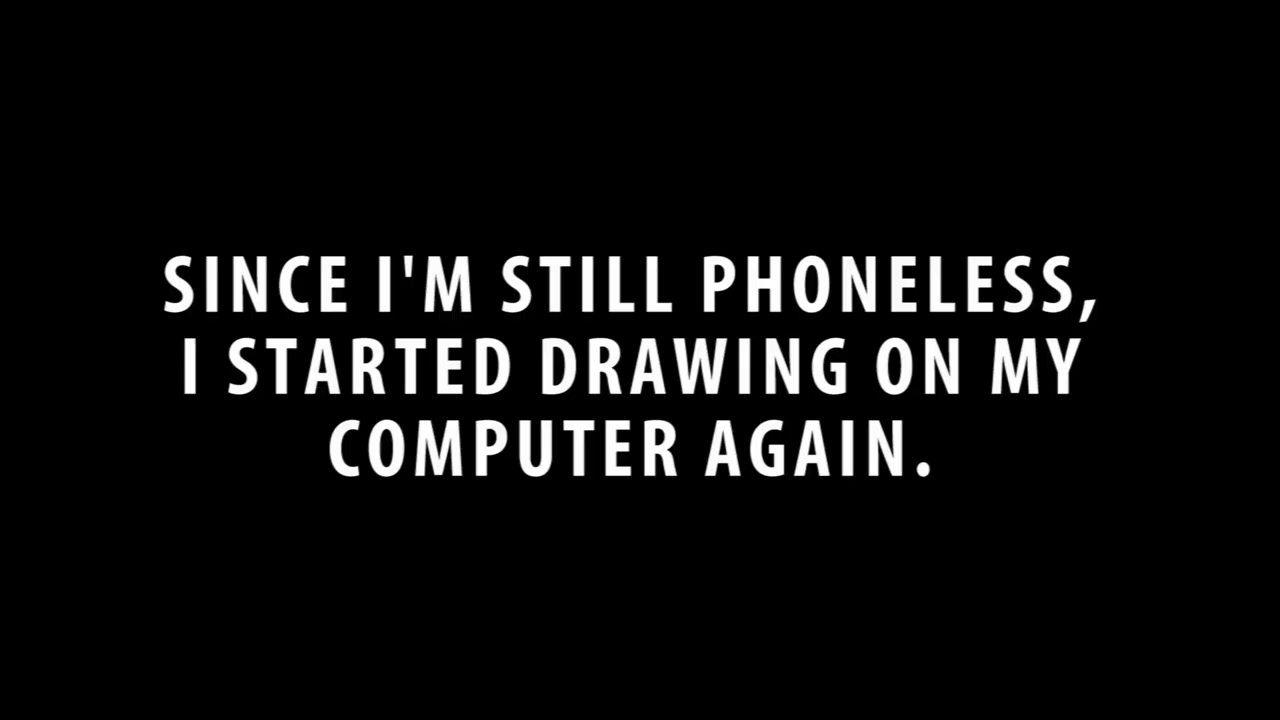 SINCE I'M STILL PHONELESS,
I STARTED DRAWING ON MY
COMPUTER AGAIN.